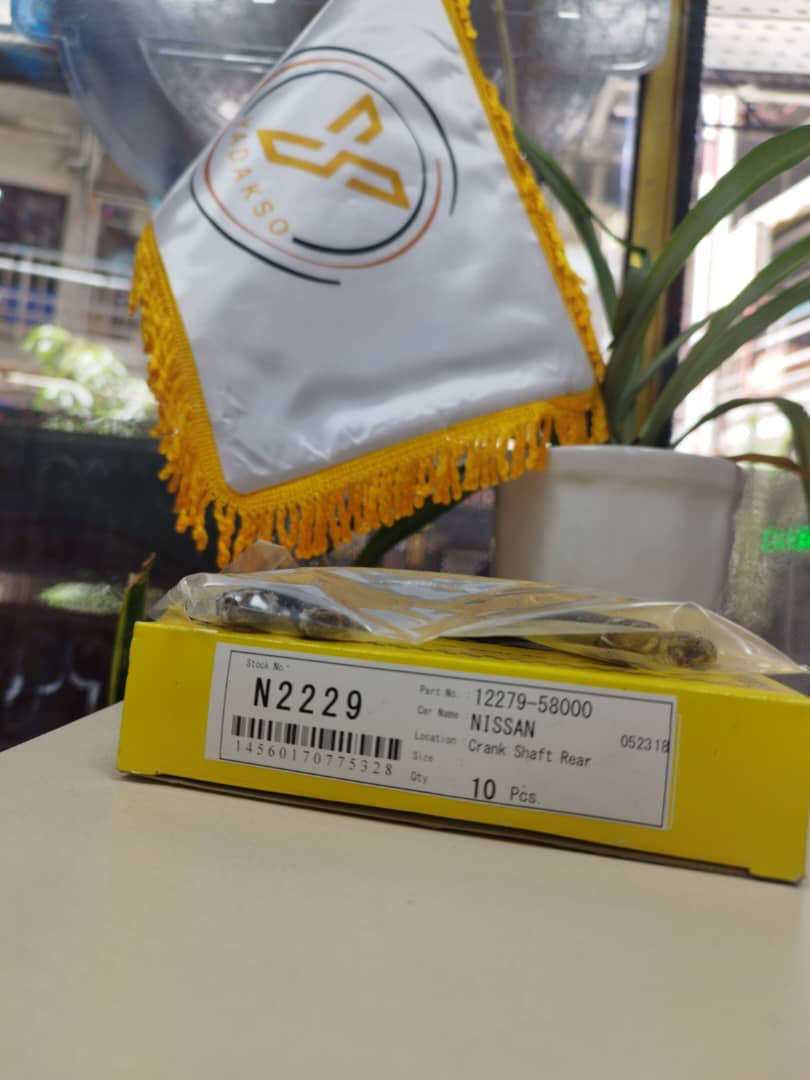 YADAKSO
Stock No.
N2229
14560170775328
Part No. : 12279-58000
Car Name : NISSAN
Location : Crank Shaft Rear
052318
Size :
Qty 10 Pcs.